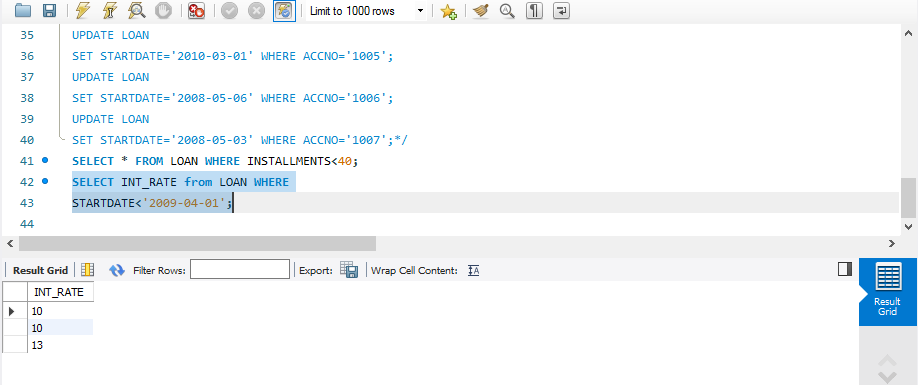 Limit to 1000 rows
35 UPDATE LOAN
36 SET STARTDATE='2010-03-01' WHERE ACCNO='1005';
37 UPDATE LOAN
38 SET STARTDATE='2008-05-06' WHERE ACCNO='1006';
39 UPDATE LOAN
40 SET STARTDATE='2008-05-03' WHERE ACCNO='1007';*/
41 SELECT * FROM LOAN WHERE INSTALLMENTS<40;
42 SELECT INT_RATE from LOAN WHERE
43 STARTDATE<'2009-04-01';
44
Result Grid Filter Rows: Export: Wrap Cell Content: IA
INT_RATE
10
10
13
Result
Grid